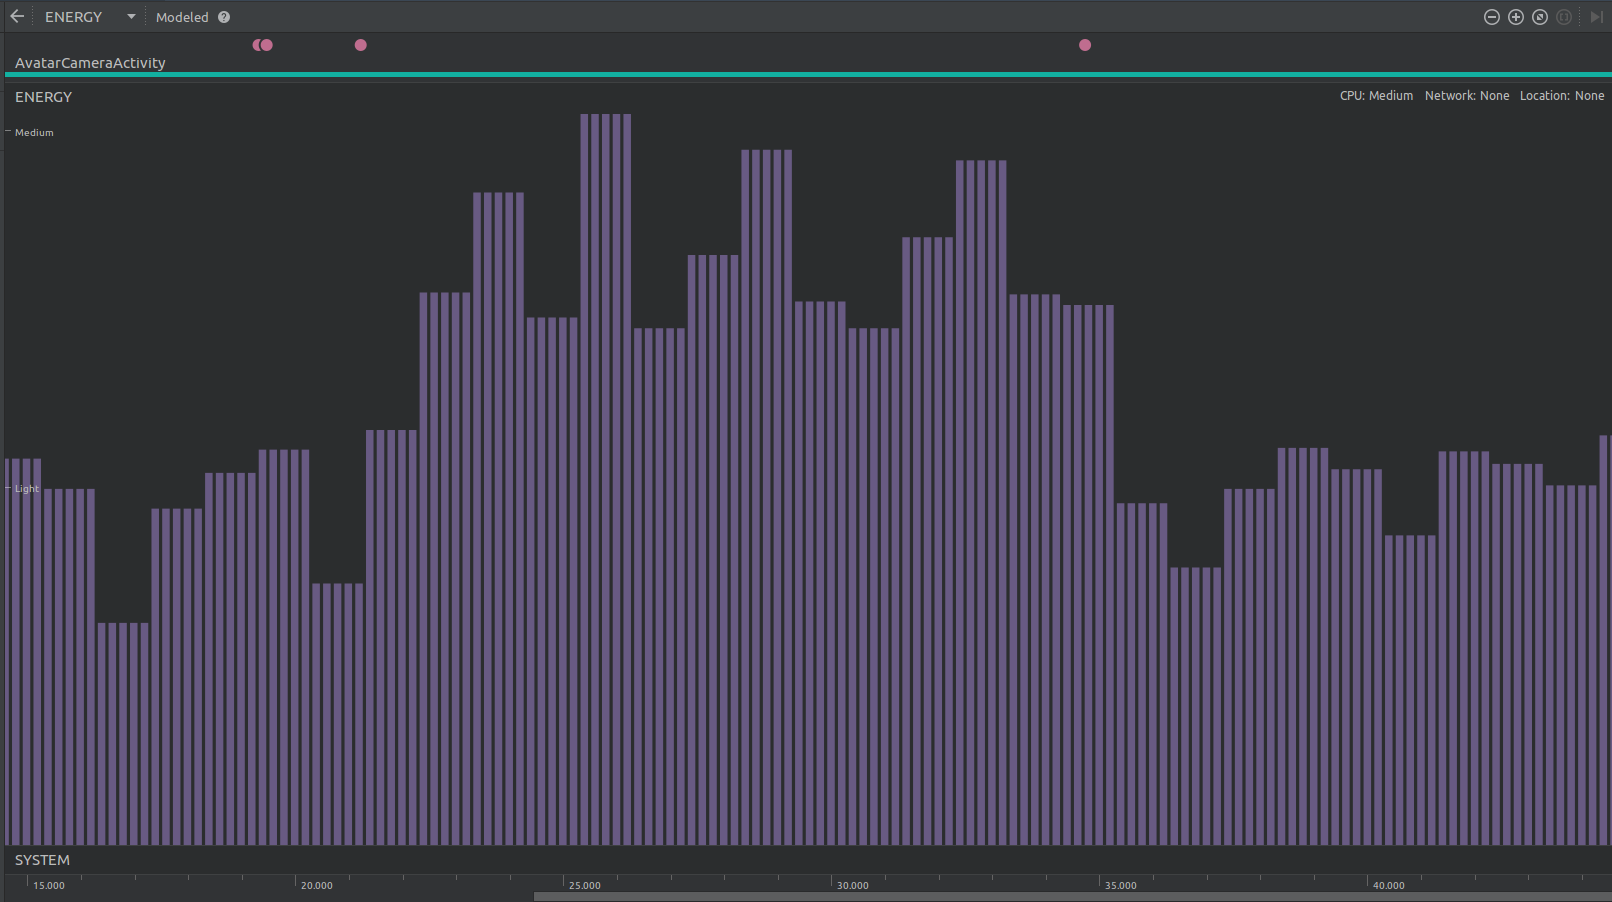 ENERGY Modeled ?
AvatarCameraActivity
ENERGY CPU: Medium Network: None Location: None
Medium
Light
SYSTEM
15.000 20.000 25.000 30.000 35.000 40.000